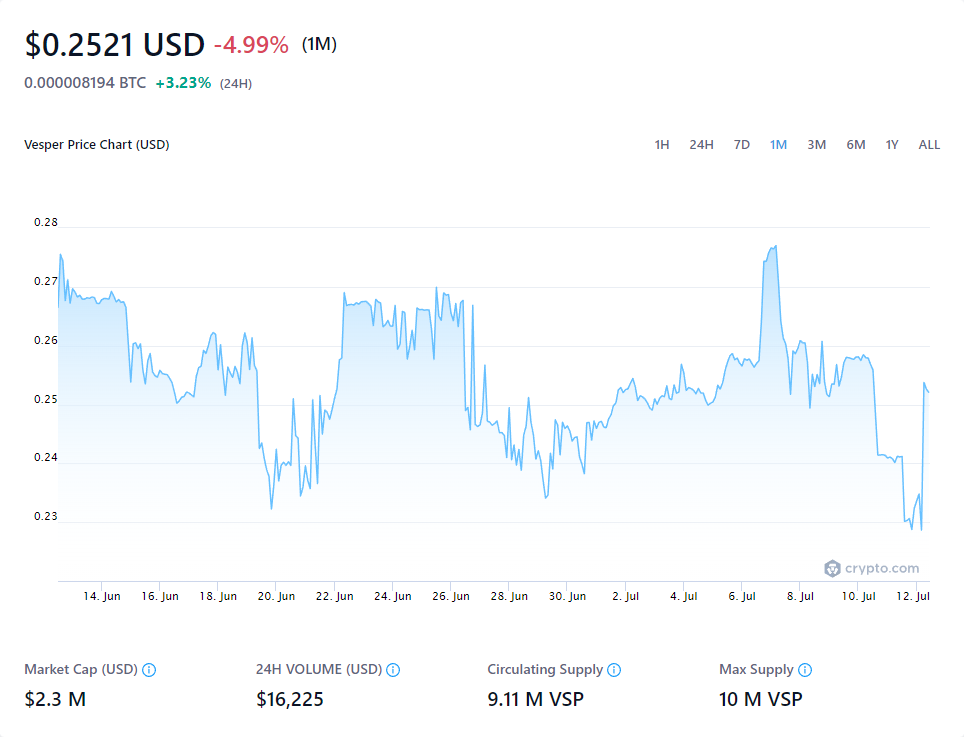 $0.2521 USD -4.99% (1M)
0.000008194 BTC +3.23% (24H)
Vesper Price Chart (USD) 1H 24H 7D 1M 3M 6M 1Y ALL
0.28
0.27
0.26
0.25
0.24
0.23
crypto.com
14. Jun 16. Jun 18. Jun 20. Jun 22. Jun 24. Jun 26. Jun 28. Jun 30. Jun 2. Jul 4. Jul 6. Jul 8. Jul 10. Jul 12. Jul
Market Cap (USD) 24H VOLUME (USD) Circulating Supply Max Supply
$2.3 M $16,225 9.11 M VSP 10 M VSP